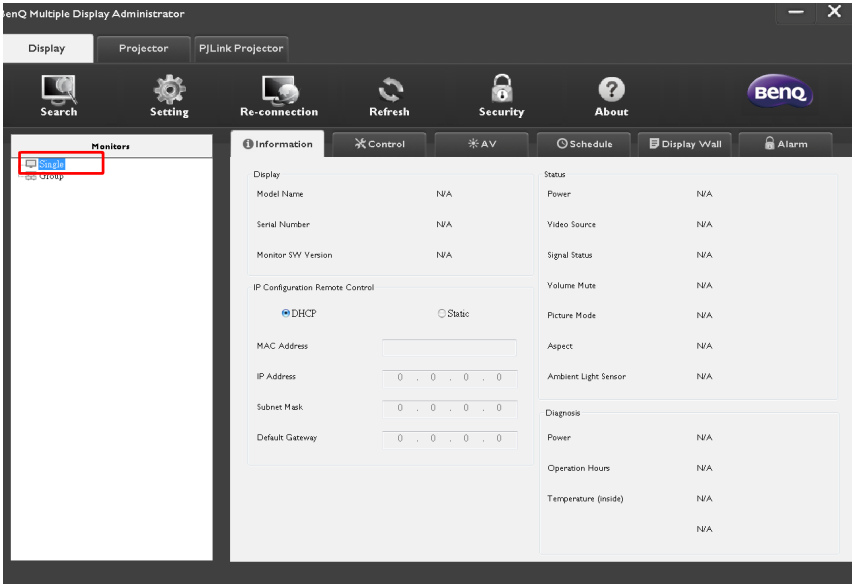 BenQ Multiple Display Administrator
Display Projector PJLink Projector
Search Setting Re-connection Refresh Security About BenQ
Monitors
Single
Group
Information Control AV Schedule Display Wall Alarm
Display
Model Name N/A
Serial Number N/A
Monitor SW Version N/A
IP Configuration Remote Control
DHCP Static
MAC Address
IP Address 0 . 0 . 0 . 0
Subnet Mask 0 . 0 . 0 . 0
Default Gateway 0 . 0 . 0 . 0
Status
Power N/A
Video Source N/A
Signal Status N/A
Volume Mute N/A
Picture Mode N/A
Aspect N/A
Ambient Light Sensor N/A
Diagnosis
Power N/A
Operation Hours N/A
Temperature (inside) N/A
N/A